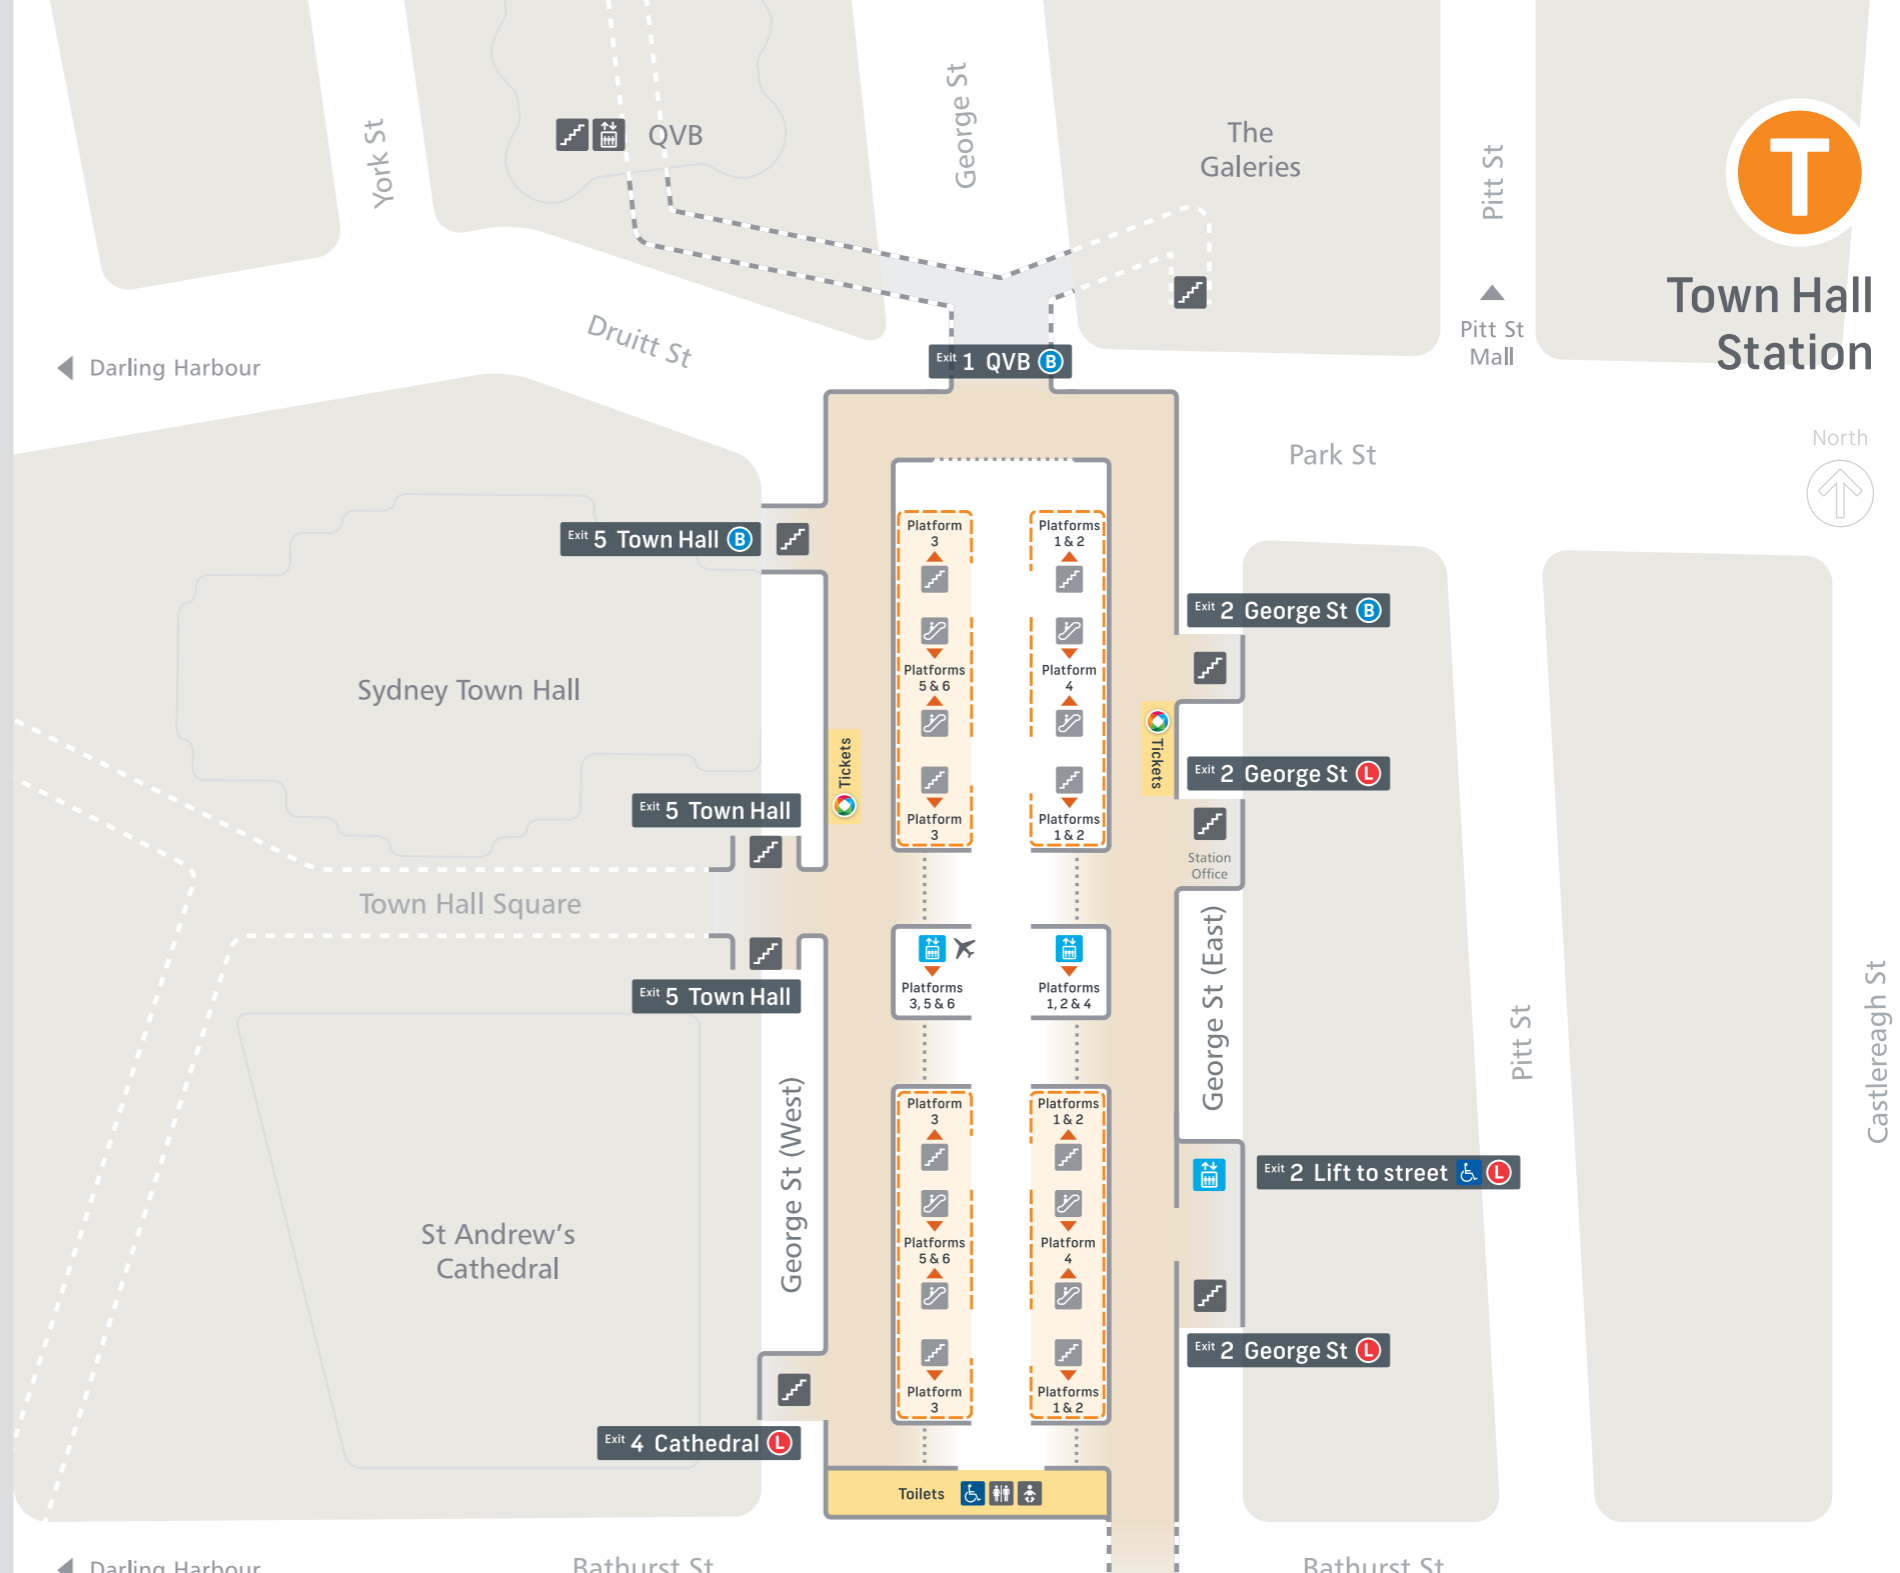 York St
QVB
George St
The
Galeries
Pitt St
T
Town Hall
Station
Pitt St
Mall
Druitt St
Darling Harbour
Exit 1 QVB B
North
Park St
Exit 5 Town Hall B
Platform
3
Platforms
1 & 2
Exit 2 George St B
Platforms
5 & 6
Platform
4
Sydney Town Hall
Tickets
Tickets
Exit 2 George St L
Exit 5 Town Hall
Platform
3
Platforms
1 & 2
Station
Office
Town Hall Square
Platforms
3, 5 & 6
Platforms
1, 2 & 4
Exit 5 Town Hall
George St (East)
Pitt St
Castlereagh St
George St (West)
Platform
3
Platforms
1 & 2
Exit 2 Lift to street L
St Andrew's
Cathedral
Platforms
5 & 6
Platform
4
Exit 2 George St L
Platform
3
Platforms
1 & 2
Exit 4 Cathedral L
Toilets
Darling Harbour
Bathurst St
Bathurst St